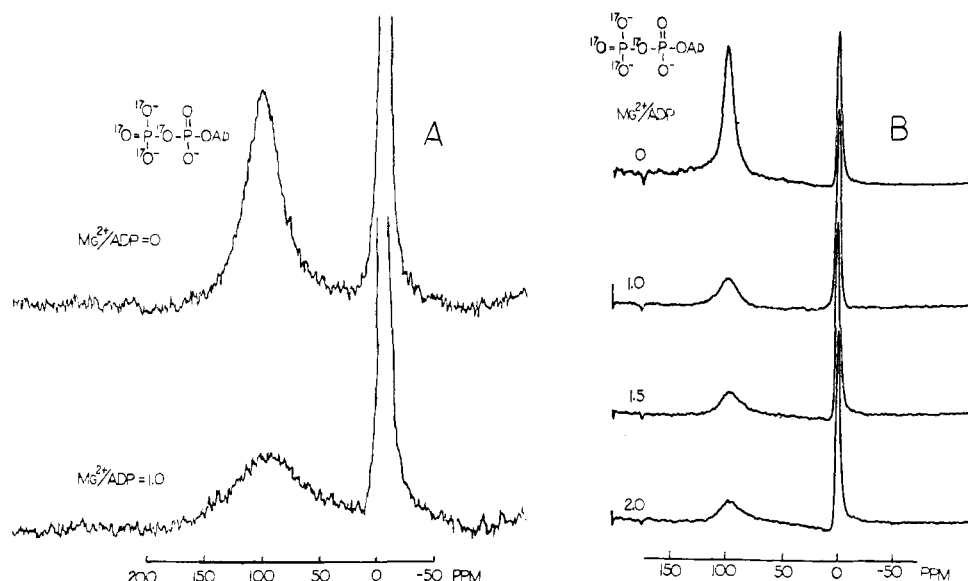 A
17O- O
17O=P-17O-P-OAD
17O- O-
Mg2+/ADP=0
Mg2+/ADP=1.0
200 150 100 50 0 -50 PPM
B
17O- O
17O=P-17O-P-OAD
17O- O-
Mg2+/ADP
0
1.0
1.5
2.0
150 100 50 0 -50 PPM